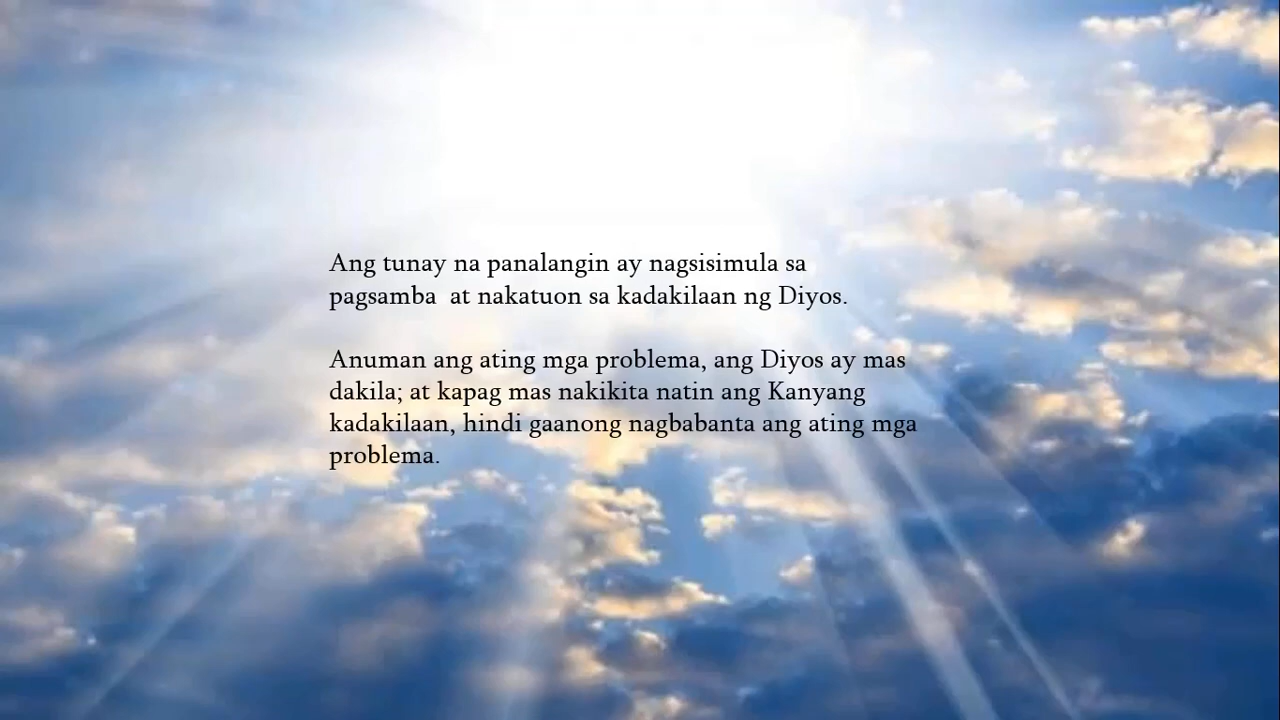 Ang tunay na panalangin ay nagsisimula sa
pagsamba  at nakatuon sa kadakilaan ng Diyos.
Anuman ang ating mga problema, ang Diyos ay mas
dakila; at kapag mas nakikita natin ang Kanyang
kadakilaan, hindi gaanong nagbabanta ang ating mga
problema.